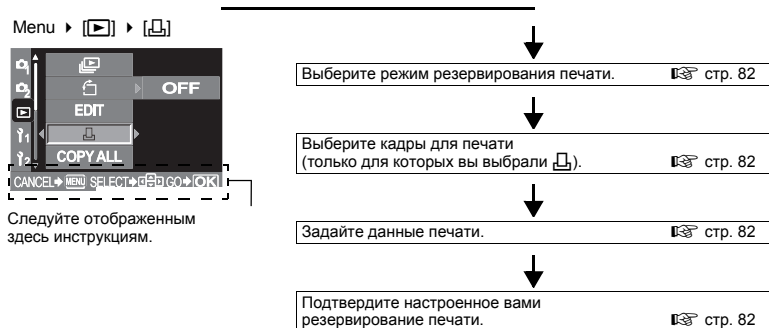 Menu ▸ [▶] ▸ [凸]
OFF
EDIT
COPY ALL
CANCEL➧MENU SELECT➧ GO➧OK
Следуйте отображенным
здесь инструкциям.
Выберите режим резервирования печати. ☞ стр. 82
Выберите кадры для печати
(только для которых вы выбрали 凸). ☞ стр. 82
Задайте данные печати. ☞ стр. 82
Подтвердите настроенное вами
резервирование печати. ☞ стр. 82